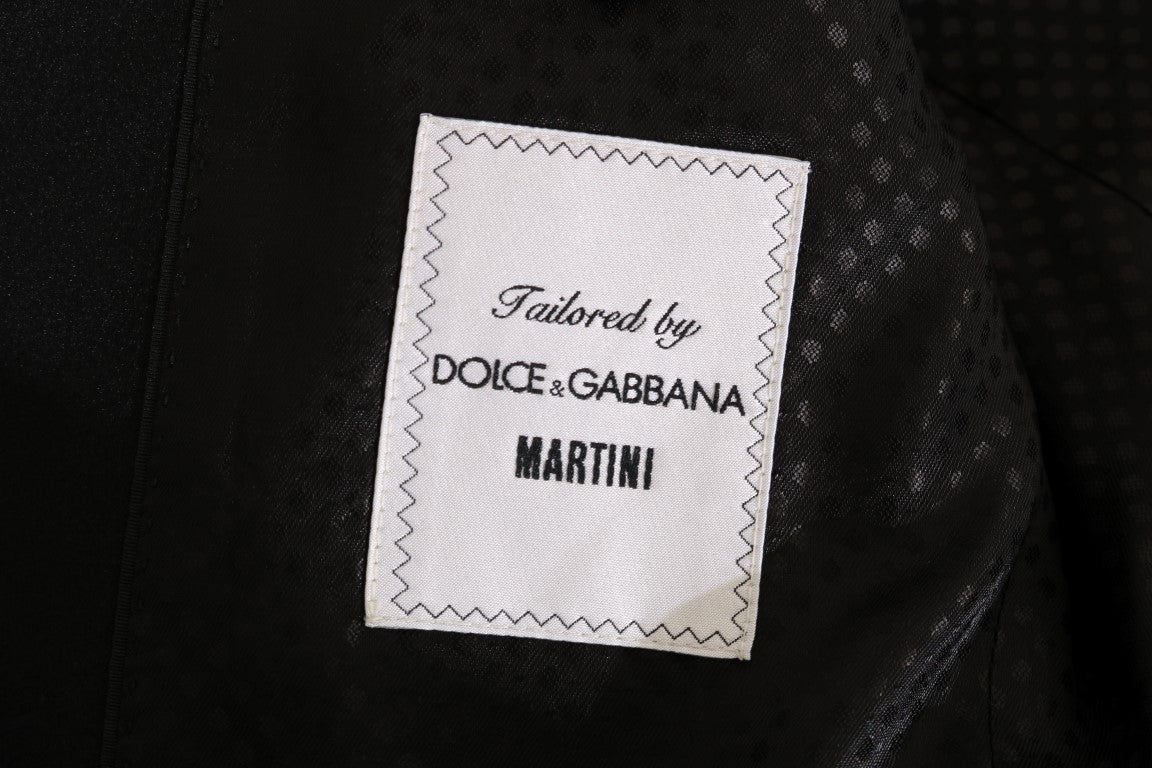 Tailored by
DOLCE & GABBANA
MARTINI